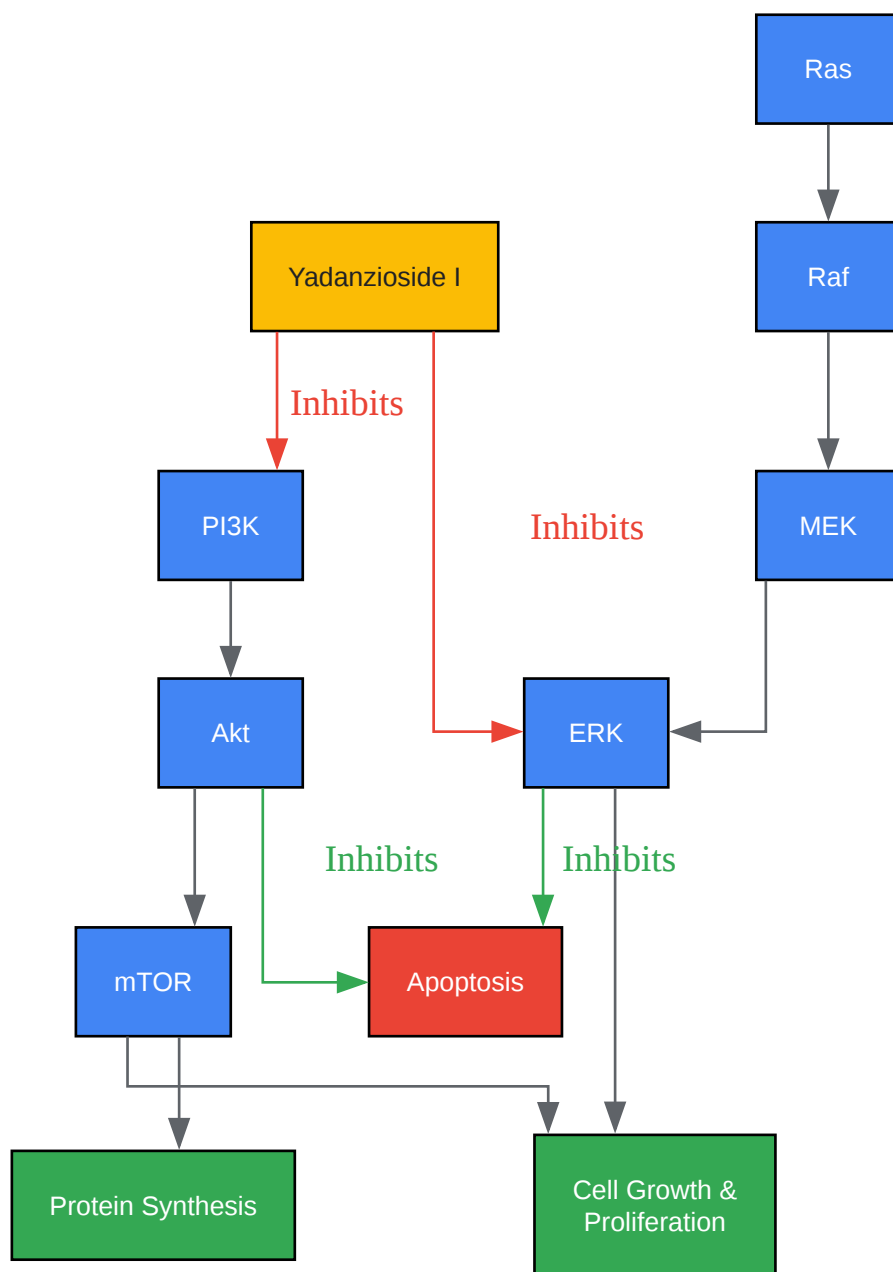 Ras
Yadanzioside I
Raf
Inhibits
PI3K
Inhibits
MEK
Akt
ERK
Inhibits
Inhibits
mTOR
Apoptosis
Protein Synthesis
Cell Growth &
Proliferation